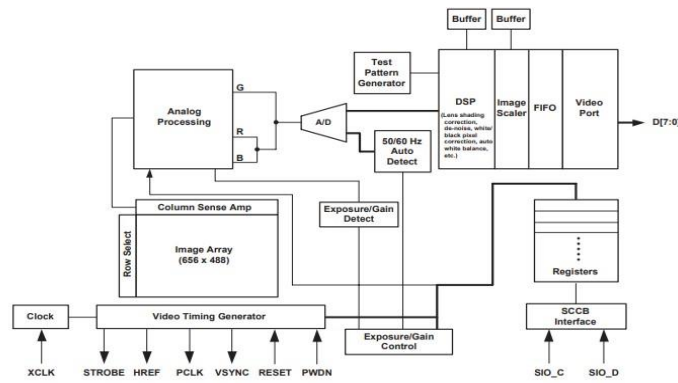 Buffer
Buffer
Test
Pattern
Generator
DSP
(Lens shading
correction,
de-noise, white/
black pixel
correction, auto
white balance,
etc.)
Image
Scaler
FIFO
Video
Port
D[7:0]
Analog
Processing
G
R
B
A/D
50/60 Hz
Auto
Detect
Column Sense Amp
Row Select
Image Array
(656 x 488)
Exposure/Gain
Detect
Registers
Clock
Video Timing Generator
Exposure/Gain
Control
SCCB
Interface
XCLK
STROBE
HREF
PCLK
VSYNC
RESET
PWDN
SIO_C
SIO_D